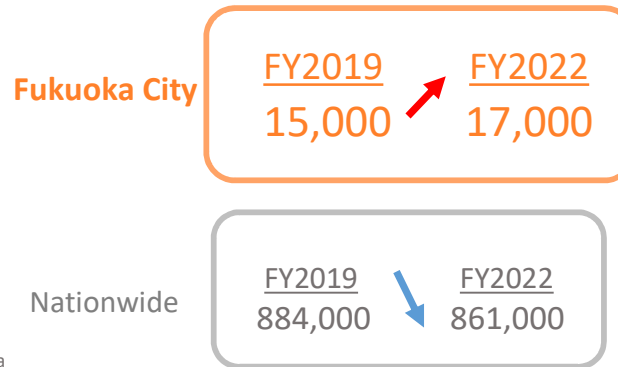 Fukuoka City
FY2019 FY2022
15,000 17,000
Nationwide
FY2019 FY2022
884,000 861,000
a